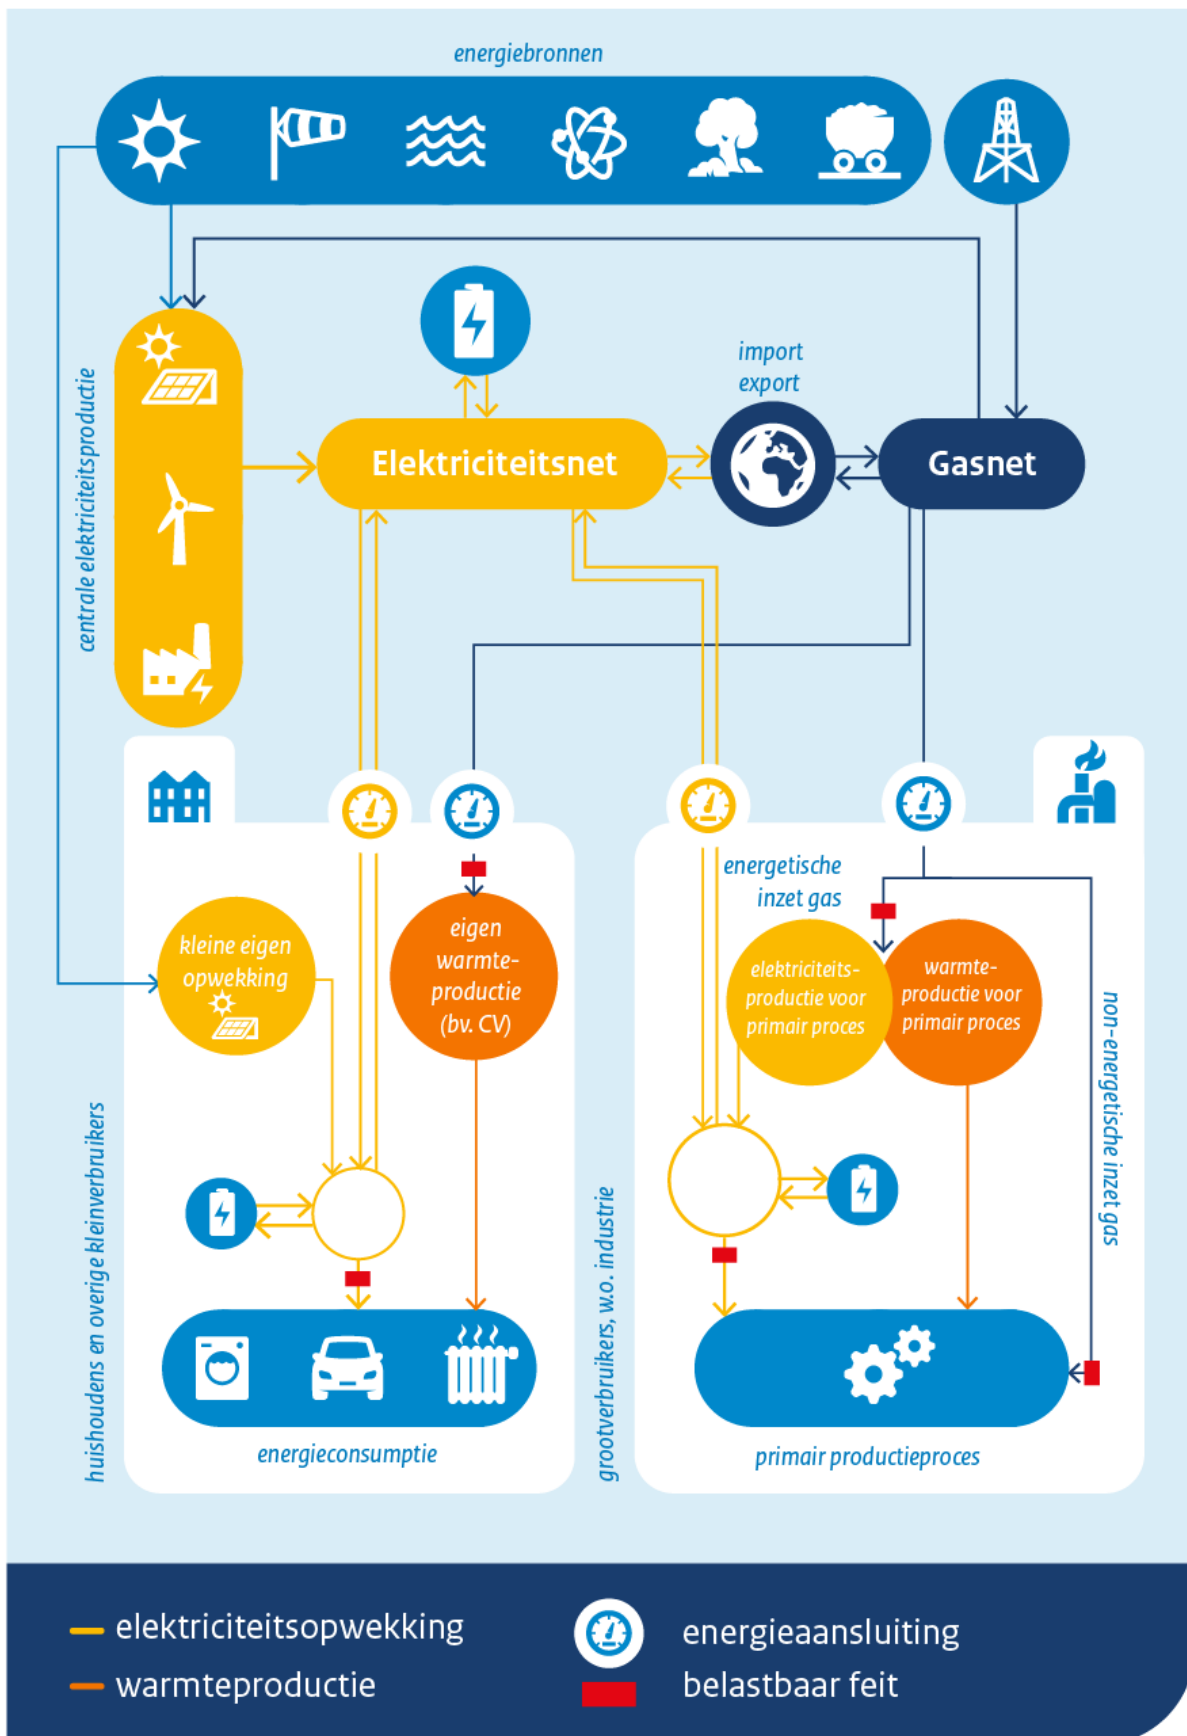 energiebronnen
import
export
centrale elektriciteitsproductie
Elektriciteitsnet
Gasnet
energetische
inzet gas
kleine eigen
opwekking
eigen
warmte-
productie
(bv. CV)
elektriciteits-
productie voor
primair proces
warmte-
productie voor
primair proces
non-energetische inzet gas
huishoudens en overige kleinverbruikers
grootverbruikers, w.o. industrie
energieconsumptie
primair productieproces
elektriciteitsopwekking
warmteproductie
energieaansluiting
belastbaar feit